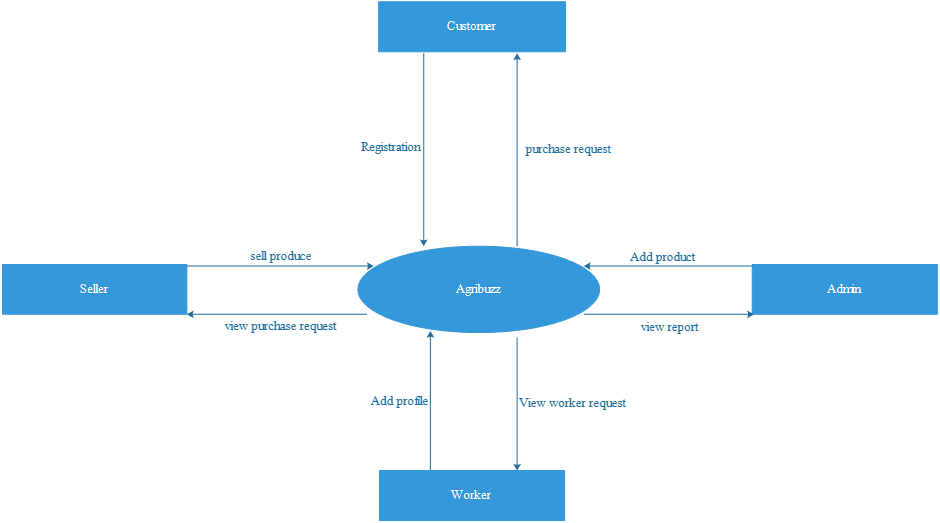 Customer
Registration
purchase request
sell produce
Add product
Seller
Agribuzz
Admin
view purchase request
view report
Add profile
View worker request
Worker